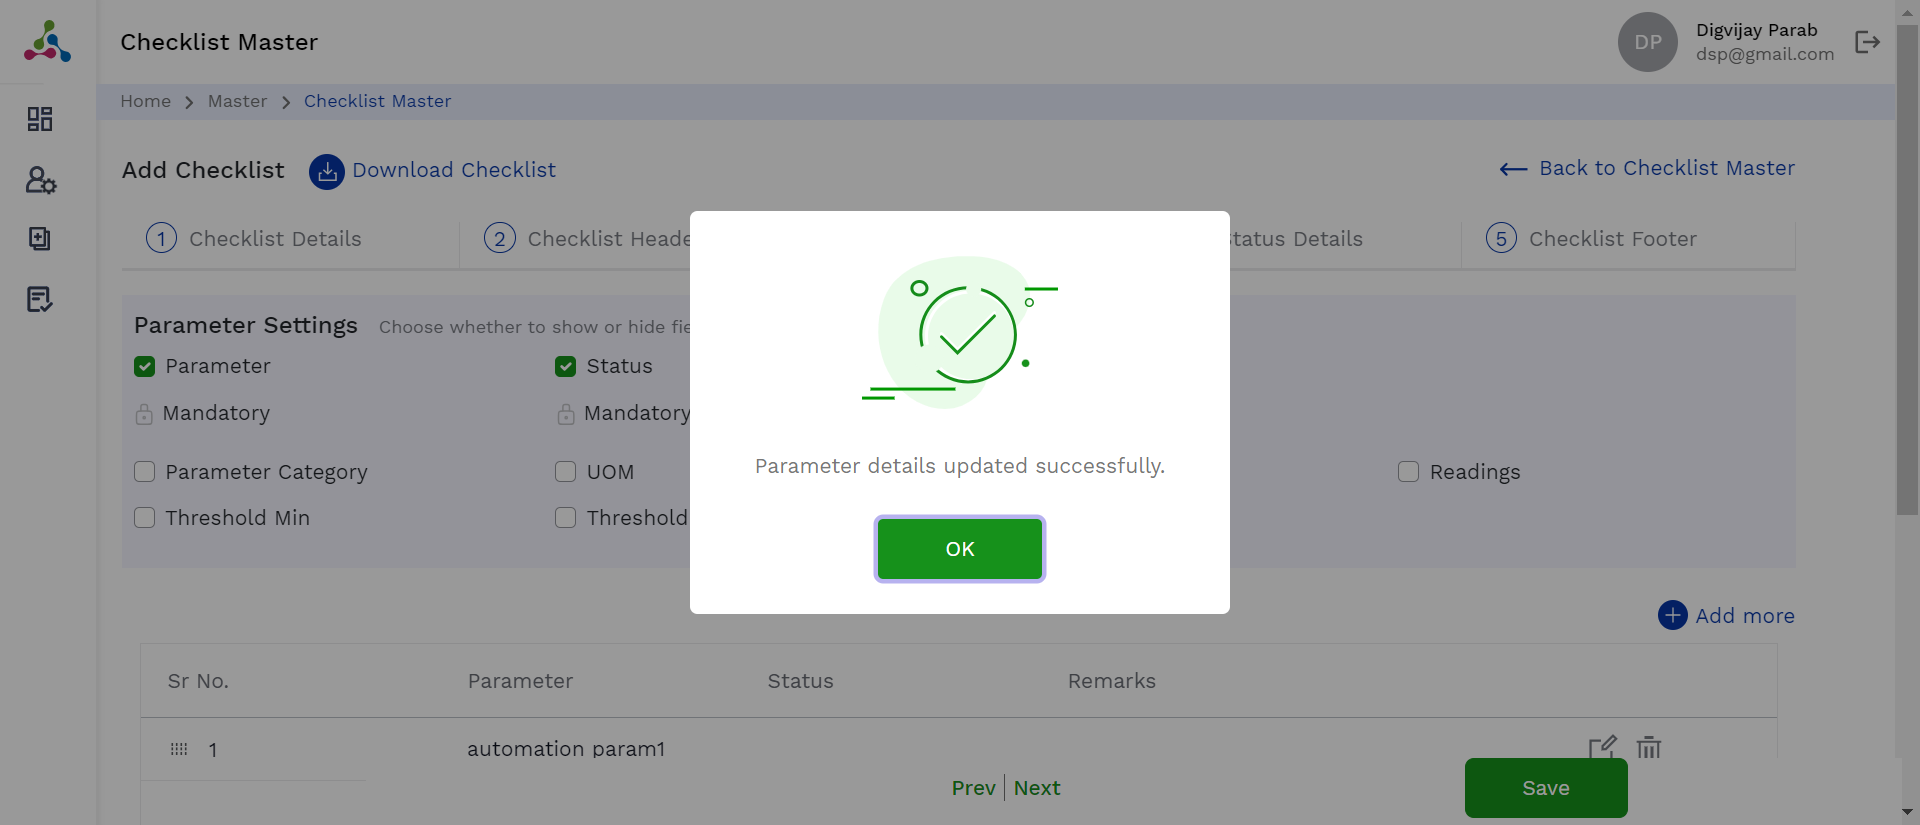 Checklist Master
DP
Digvijay Parab
dsp@gmail.com
Home > Master > Checklist Master
Add Checklist
Download Checklist
Back to Checklist Master
1 Checklist Details
2 Checklist Heade
tatus Details
5 Checklist Footer
Parameter Settings
Choose whether to show or hide fie
Parameter
Status
Mandatory
Mandatory
Parameter Category
UOM
Readings
Threshold Min
Threshold
Parameter details updated successfully.
OK
Add more
Sr No.
Parameter
Status
Remarks
1
automation param1
Prev | Next
Save